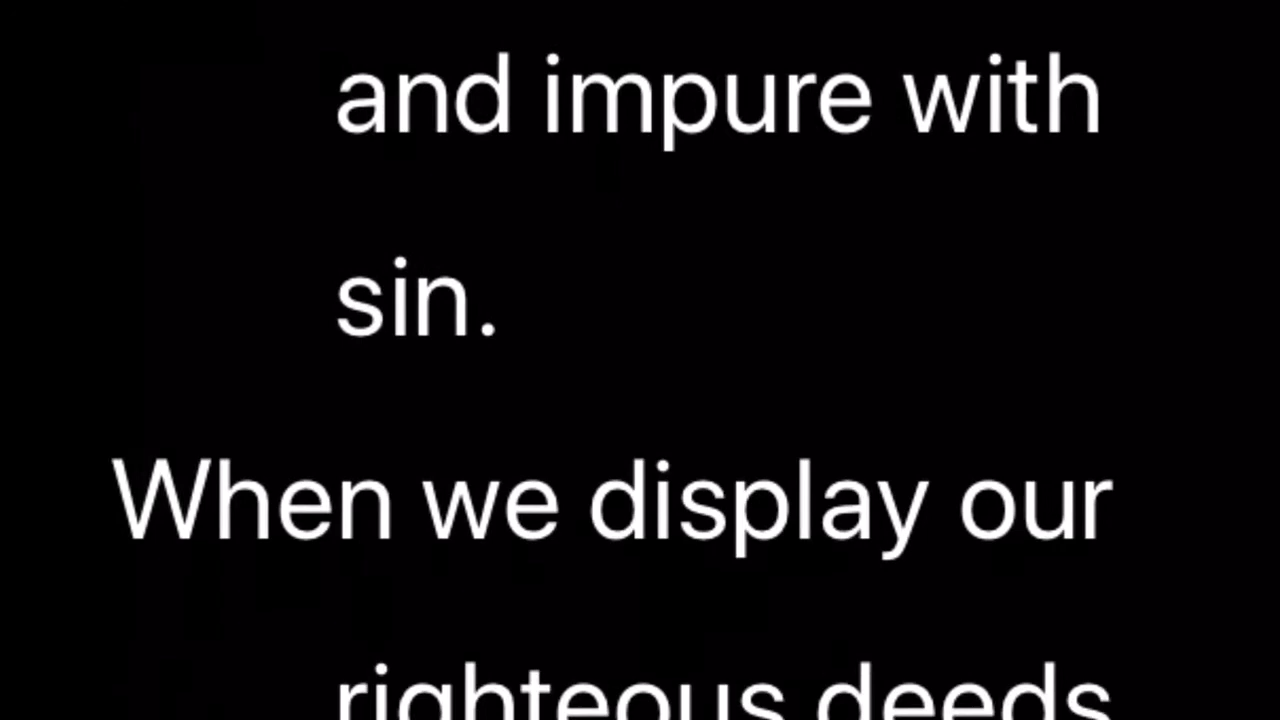 and impure with
sin.
When we display our
righteous deeds